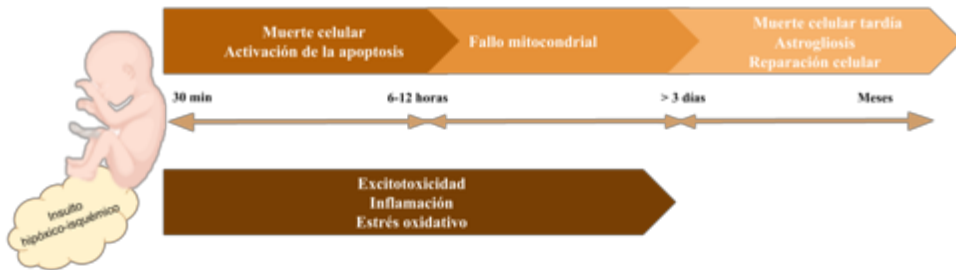 Muerte celular
Activación de la apoptosis
Fallo mitocondrial
Muerte celular tardía
Astrogliosis
Reparación celular
30 min
6-12 horas
> 3 días
Meses
Insulto
hipóxico-isquémico
Excitotoxicidad
Inflamación
Estrés oxidativo